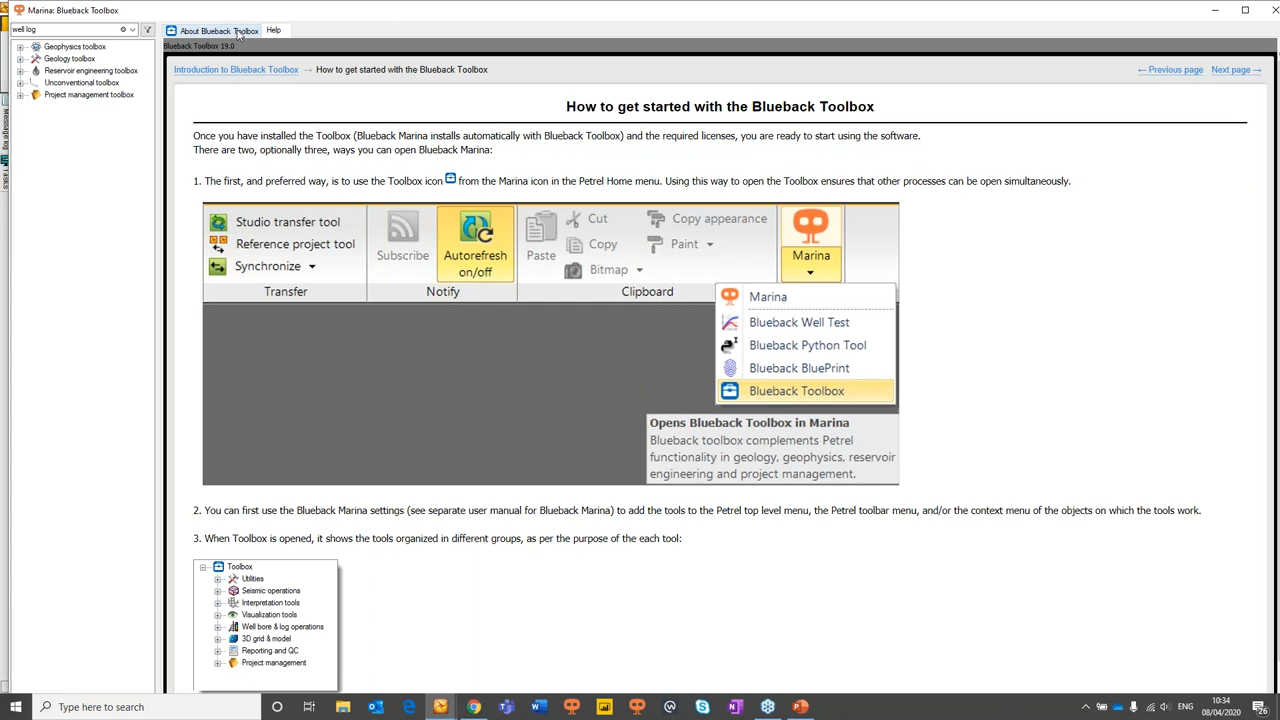 Marina: Blueback Toolbox
well log
About Blueback Toolbox
Help
Blueback Toolbox 19.0
Geophysics toolbox
Geology toolbox
Reservoir engineering toolbox
Unconventional toolbox
Project management toolbox
Introduction to Blueback Toolbox → How to get started with the Blueback Toolbox
← Previous page
Next page →
How to get started with the Blueback Toolbox
Once you have installed the Toolbox (Blueback Marina installs automatically with Blueback Toolbox) and the required licenses, you are ready to start using the software.
There are two, optionally three, ways you can open Blueback Marina:
1. The first, and preferred way, is to use the Toolbox icon from the Marina icon in the Petrel Home menu. Using this way to open the Toolbox ensures that other processes can be open simultaneously.
Studio transfer tool
Reference project tool
Synchronize
Transfer
Subscribe
Autorefresh
on/off
Notify
Paste
Cut
Copy
Bitmap
Copy appearance
Paint
Clipboard
Marina
Marina
Blueback Well Test
Blueback Python Tool
Blueback BluePrint
Blueback Toolbox
Opens Blueback Toolbox in Marina
Blueback toolbox complements Petrel
functionality in geology, geophysics, reservoir
engineering and project management.
2. You can first use the Blueback Marina settings (see separate user manual for Blueback Marina) to add the tools to the Petrel top level menu, the Petrel toolbar menu, and/or the context menu of the objects on which the tools work.
3. When Toolbox is opened, it shows the tools organized in different groups, as per the purpose of the each tool:
Toolbox
Utilities
Seismic operations
Interpretation tools
Visualization tools
Well bore & log operations
3D grid & model
Reporting and QC
Project management
Message log
Tasks
Type here to search
ENG
10:34
08/04/2020
26